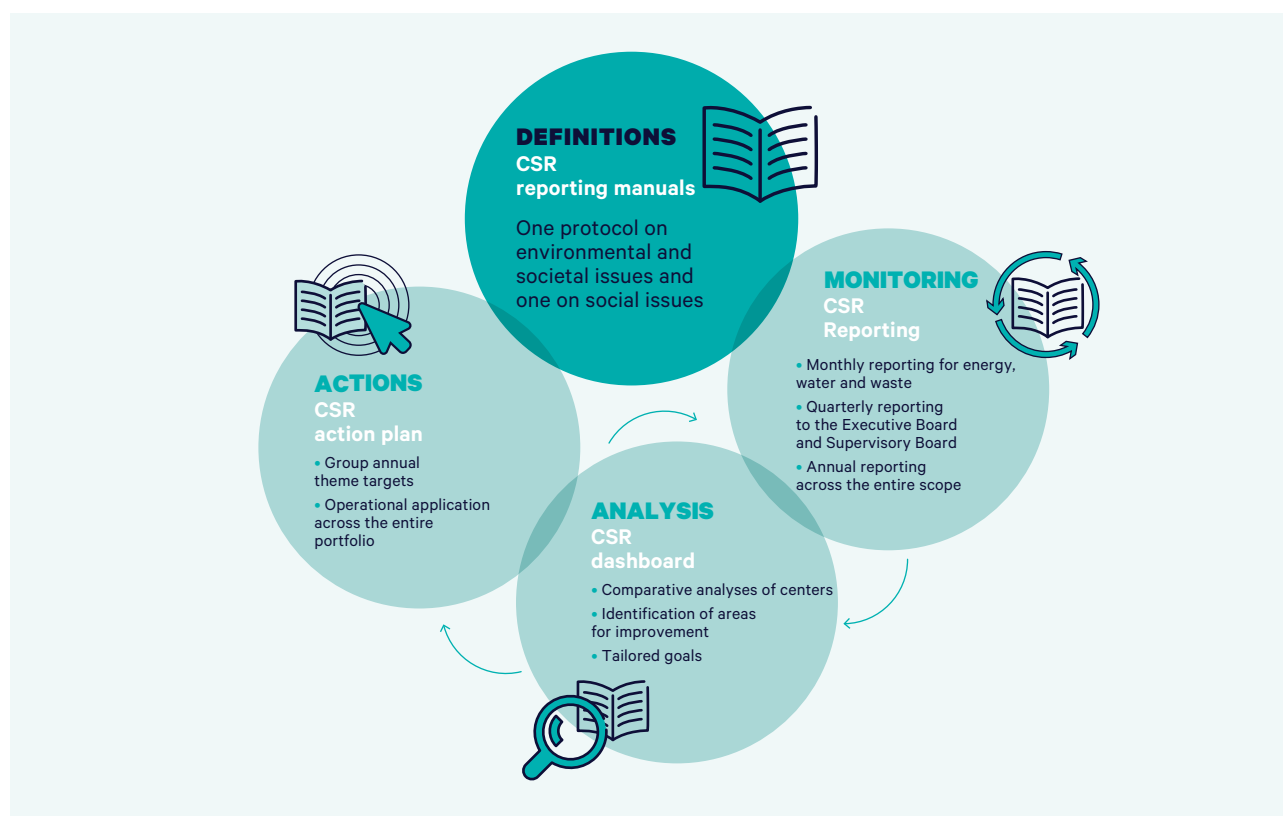 DEFINITIONS
CSR
reporting manuals
One protocol on
environmental and
societal issues and
one on social issues
MONITORING
CSR
Reporting
• Monthly reporting for energy,
water and waste
• Quarterly reporting
to the Executive Board
and Supervisory Board
• Annual reporting
across the entire scope
ANALYSIS
CSR
dashboard
• Comparative analyses of centers
• Identification of areas
for improvement
• Tailored goals
ACTIONS
CSR
action plan
• Group annual
theme targets
• Operational application
across the entire
portfolio